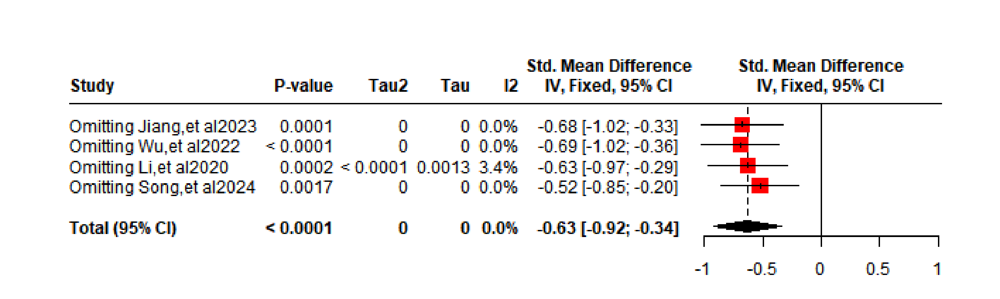 Std. Mean Difference Std. Mean Difference
Study P-value Tau2 Tau I2 IV, Fixed, 95% CI IV, Fixed, 95% CI
Omitting Jiang,et al2023 0.0001 0 0 0.0% -0.68 [-1.02; -0.33]
Omitting Wu,et al2022 < 0.0001 0 0 0.0% -0.69 [-1.02; -0.36]
Omitting Li,et al2020 0.0002 < 0.0001 0.0013 3.4% -0.63 [-0.97; -0.29]
Omitting Song,et al2024 0.0017 0 0 0.0% -0.52 [-0.85; -0.20]
Total (95% CI) < 0.0001 0 0 0.0% -0.63 [-0.92; -0.34]
-1 -0.5 0 0.5 1